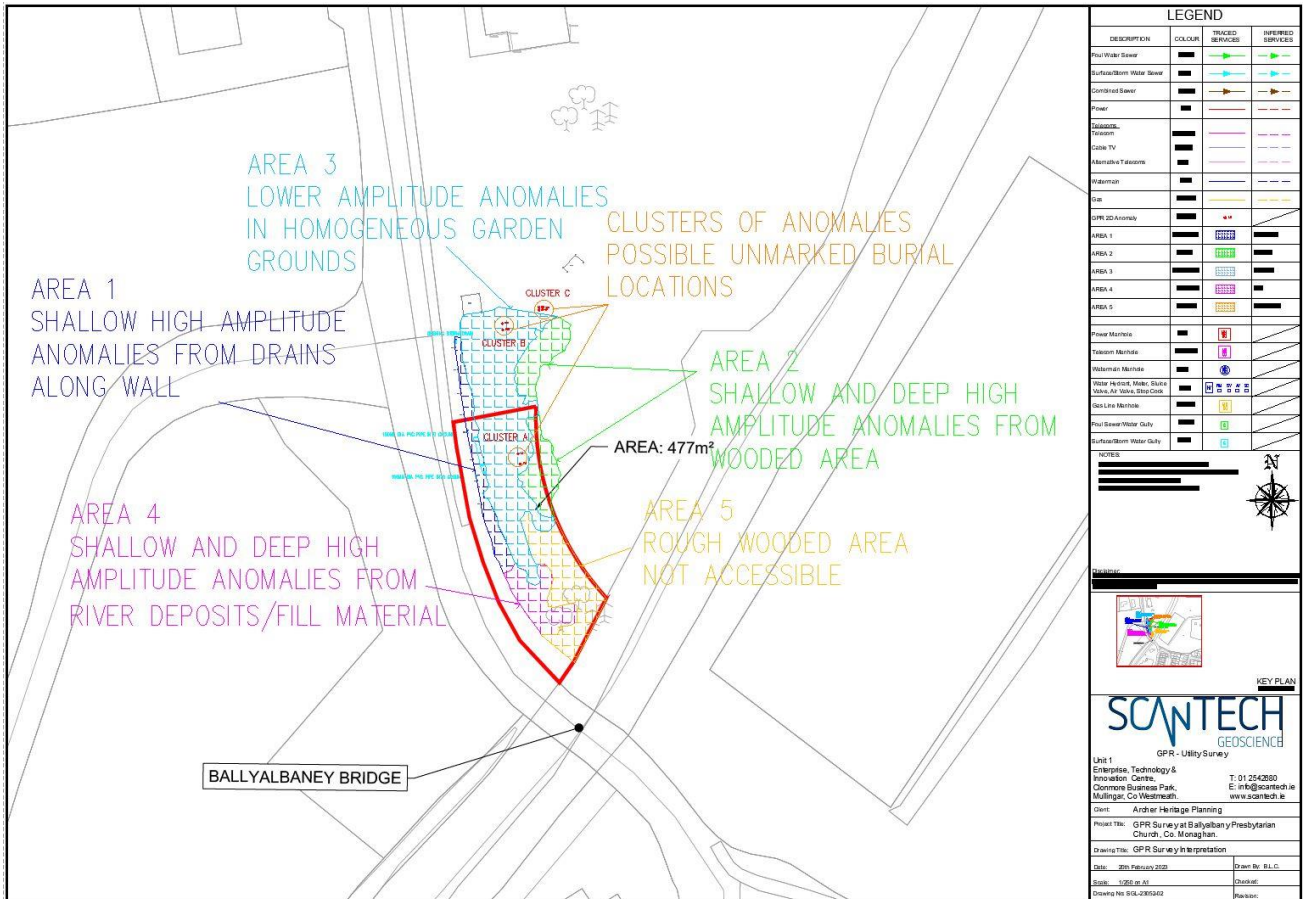 AREA 3
LOWER AMPLITUDE ANOMALIES
IN HOMOGENEOUS GARDEN
GROUNDS
CLUSTERS OF ANOMALIES
POSSIBLE UNMARKED BURIAL
LOCATIONS
AREA 1
SHALLOW HIGH AMPLITUDE
ANOMALIES FROM DRAINS
ALONG WALL
CLUSTER C
CLUSTER B
AREA 2
SHALLOW AND DEEP HIGH
AMPLITUDE ANOMALIES FROM
WOODED AREA
CLUSTER A
AREA: 477m²
AREA 4
SHALLOW AND DEEP HIGH
AMPLITUDE ANOMALIES FROM
RIVER DEPOSITS/FILL MATERIAL
AREA 5
ROUGH WOODED AREA
NOT ACCESSIBLE
BALLYALBANEY BRIDGE
LEGEND
DESCRIPTION COLOUR TRACED SERVICES INFERRED SERVICES
Foul Water Sewer
Surface/Storm Water Sewer
Combined Sewer
Power
Telecoms
Telecom
Cable TV
Alternative Telecoms
Watermain
Gas
GPR 2D Anomaly
AREA 1
AREA 2
AREA 3
AREA 4
AREA 5
Power Manhole
Telecom Manhole
Watermain Manhole
Water Hydrant, Meter, Sluice
Valve, Air Valve, Stop Cock
Gas Line Manhole
Foul Sewer/Water Gully
Surface/Storm Water Gully
NOTES:
N
Disclaimer:
KEY PLAN
SCANTECH
GEOSCIENCE
GPR - Utility Survey
Unit 1
Enterprise, Technology &
Innovation Centre,
Clonmore Business Park,
Mullingar, Co Westmeath.
T: 01 2542880
E: info@scantech.ie
www.scantech.ie
Client: Archer Heritage Planning
Project Title: GPR Survey at Ballyalbany Presbytarian
Church, Co. Monaghan.
Drawing Title: GPR Survey Interpretation
Date: 20th February 2023
Drawn By: B.L.C.
Scale: 1/250 on A1
Checked:
Drawing No: SGL-23052-02
Revision: